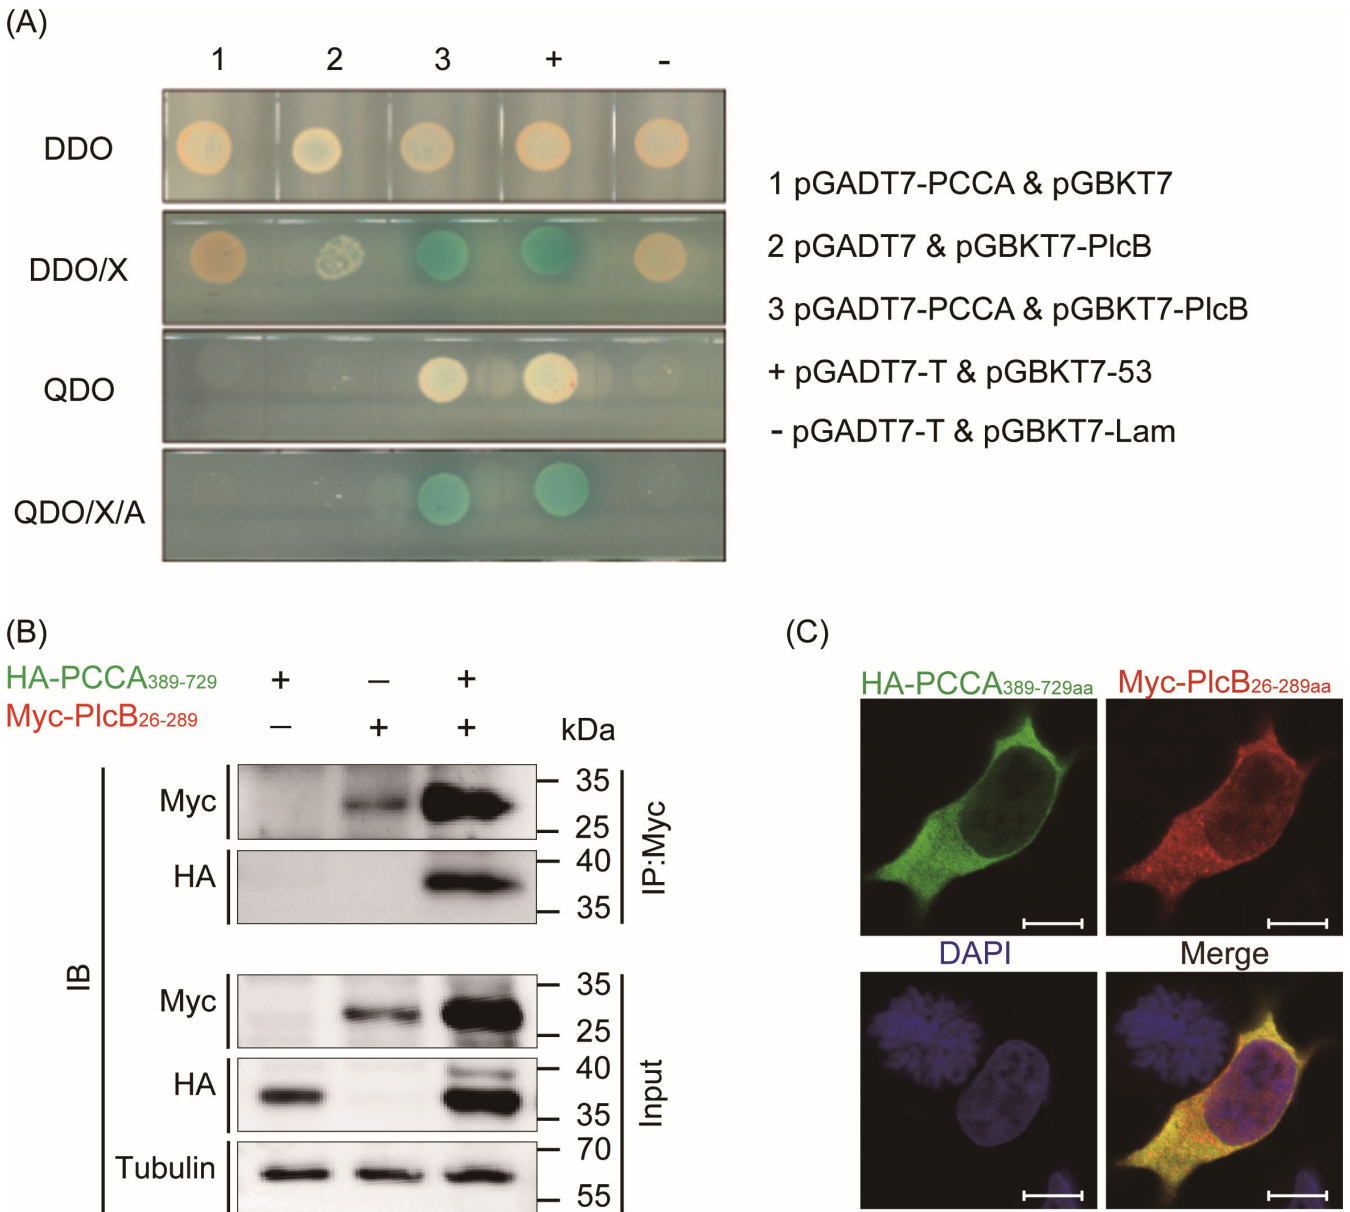 (A)
1 2 3 + -
DDO
DDO/X
QDO
QDO/X/A
1 pGADT7-PCCA & pGBKT7
2 pGADT7 & pGBKT7-PlcB
3 pGADT7-PCCA & pGBKT7-PlcB
+ pGADT7-T & pGBKT7-53
- pGADT7-T & pGBKT7-Lam
(B)
HA-PCCA389-729 + – +
Myc-PlcB26-289 – + +
kDa
Myc 35
25
HA 40
35
IP:Myc
Myc 35
25
HA 40
35
Tubulin 70
55
Input
IB
(C)
HA-PCCA389-729aa Myc-PlcB26-289aa
DAPI Merge